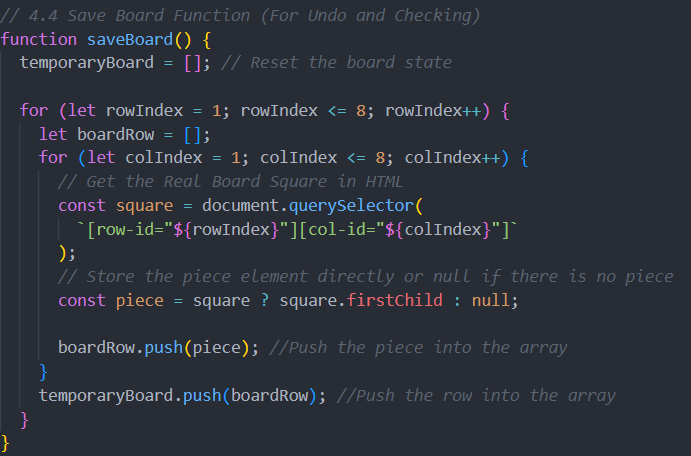 // 4.4 Save Board Function (For Undo and Checking)
function saveBoard() {
  temporaryBoard = []; // Reset the board state

  for (let rowIndex = 1; rowIndex <= 8; rowIndex++) {
    let boardRow = [];
    for (let colIndex = 1; colIndex <= 8; colIndex++) {
      // Get the Real Board Square in HTML
      const square = document.querySelector(
        `[row-id="${rowIndex}"][col-id="${colIndex}"]`
      );
      // Store the piece element directly or null if there is no piece
      const piece = square ? square.firstChild : null;

      boardRow.push(piece); //Push the piece into the array
    }
    temporaryBoard.push(boardRow); //Push the row into the array
  }
}